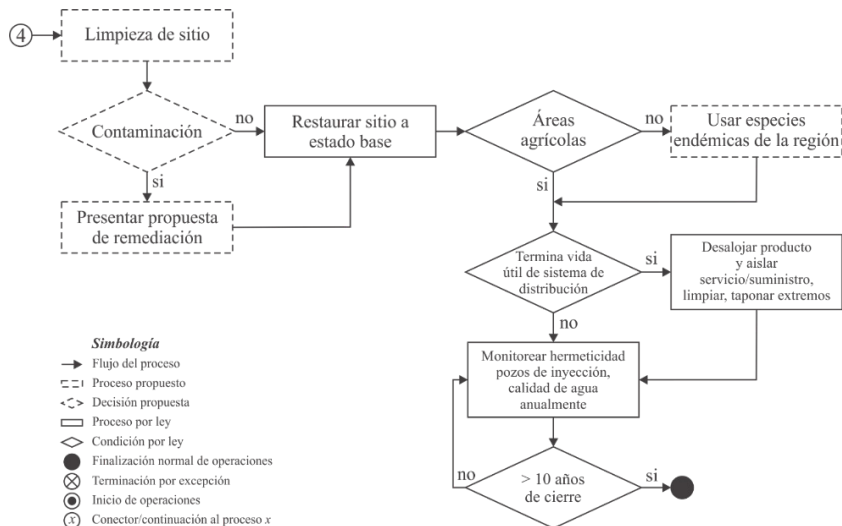 4
Limpieza de sitio
Contaminación
no
si
Presentar propuesta
de remediación
Restaurar sitio a
estado base
Áreas
agrícolas
no
si
Usar especies
endémicas de la región
Termina vida
útil de sistema de
distribución
si
no
Desalojar producto
y aislar
servicio/suministro,
limpiar, taponar extremos
Monitorear hermeticidad
pozos de inyección,
calidad de agua
anualmente
> 10 años
de cierre
no
si
Simbología
Flujo del proceso
Proceso propuesto
Decisión propuesta
Proceso por ley
Condición por ley
Finalización normal de operaciones
Terminación por excepción
Inicio de operaciones
x Conector/continuación al proceso x